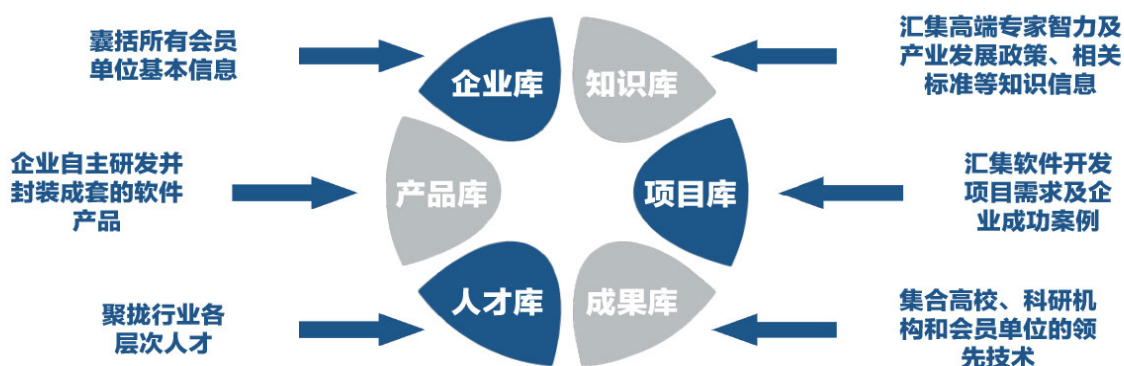 囊括所有会员
单位基本信息
企业库
知识库
汇集高端专家智力及
产业发展政策、相关
标准等知识信息
企业自主研发并
封装成套的软件
产品
产品库
项目库
汇集软件开发
项目需求及企
业成功案例
聚拢行业各
层次人才
人才库
成果库
集合高校、科研机
构和会员单位的领
先技术